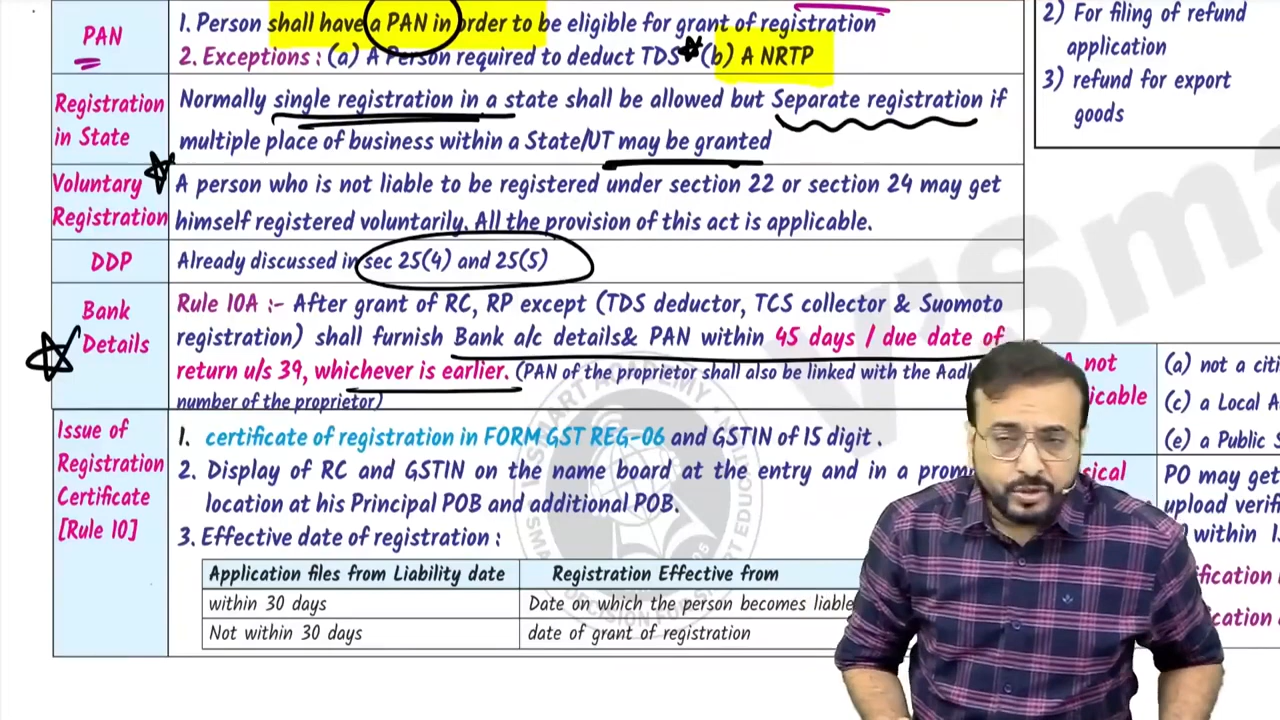 PAN
1. Person shall have a PAN in order to be eligible for grant of registration
2. Exceptions : (a) A Person required to deduct TDS (b) A NRTP
Registration in State
Normally single registration in a state shall be allowed but Separate registration if
multiple place of business within a State/UT may be granted
Voluntary
Registration
A person who is not liable to be registered under section 22 or section 24 may get
himself registered voluntarily. All the provision of this act is applicable.
DDP
Already discussed in sec 25(4) and 25(5)
Bank
Details
Rule 10A :- After grant of RC, RP except (TDS deductor, TCS collector & Suomoto
registration) shall furnish Bank a/c details& PAN within 45 days / due date of
return u/s 39, whichever is earlier. (PAN of the proprietor shall also be linked with the
number of the proprietor)
Issue of
Registration
Certificate
[Rule 10]
1. certificate of registration in FORM GST REG-06 and GSTIN of 15 digit .
2. Display of RC and GSTIN on the name board at the entry and in a
location at his Principal POB and additional POB.
3. Effective date of registration :
Application files from Liability date
Registration Effective from
within 30 days
Date on which the person becomes liable
Not within 30 days
date of grant of registration
2) For filing of refund
application
3) refund for export
goods
not
(a) not a
(c) a Local
(e) a Public
PO may get
upload
within